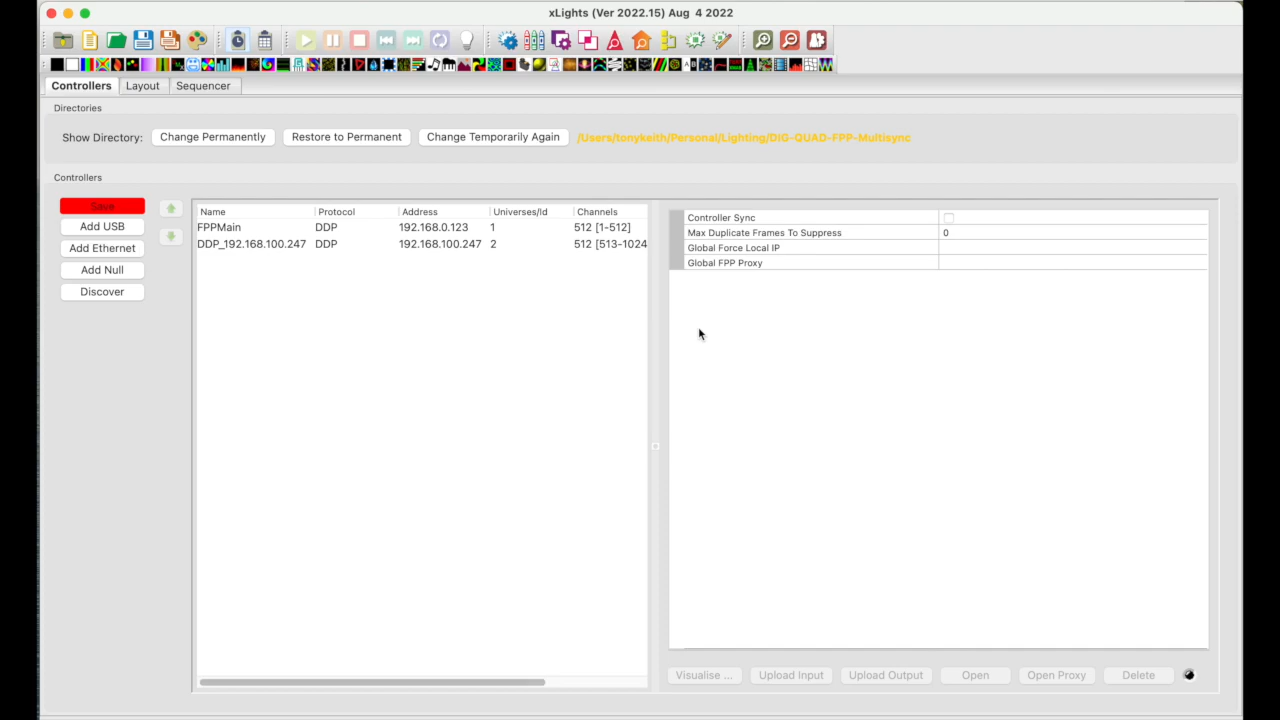 xLights (Ver 2022.15) Aug 4 2022
Controllers Layout Sequencer
Directories
Show Directory: Change Permanently Restore to Permanent Change Temporarily Again /Users/tonykeith/Personal/Lighting/DIG-QUAD-FPP-Multisync
Controllers
Save
Add USB
Add Ethernet
Add Null
Discover
Name Protocol Address Universes/Id Channels
FPPMain DDP 192.168.0.123 1 512 [1-512]
DDP_192.168.100.247 DDP 192.168.100.247 2 512 [513-1024
Controller Sync
Max Duplicate Frames To Suppress 0
Global Force Local IP
Global FPP Proxy
Visualise ... Upload Input Upload Output Open Open Proxy Delete